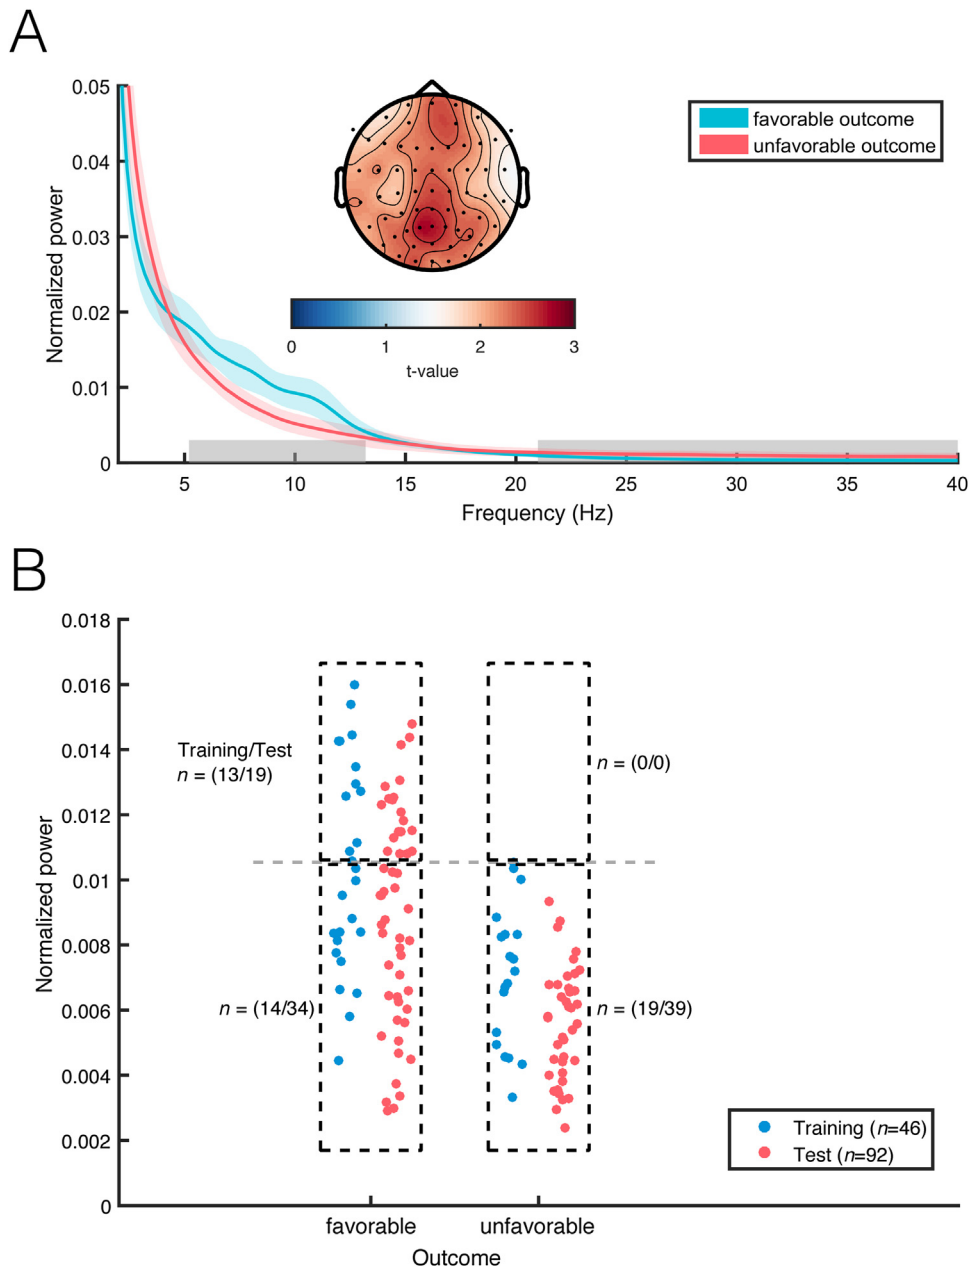 A
0.05
0.04
0.03
0.02
0.01
0
Normalized power
favorable outcome
unfavorable outcome
0 1 2 3
t-value
5 10 15 20 25 30 35 40
Frequency (Hz)
B
0.018
0.016
0.014
0.012
0.01
0.008
0.006
0.004
0.002
0
Normalized power
Training/Test
n = (13/19)
n = (0/0)
n = (14/34)
n = (19/39)
Training (n=46)
Test (n=92)
favorable unfavorable
Outcome